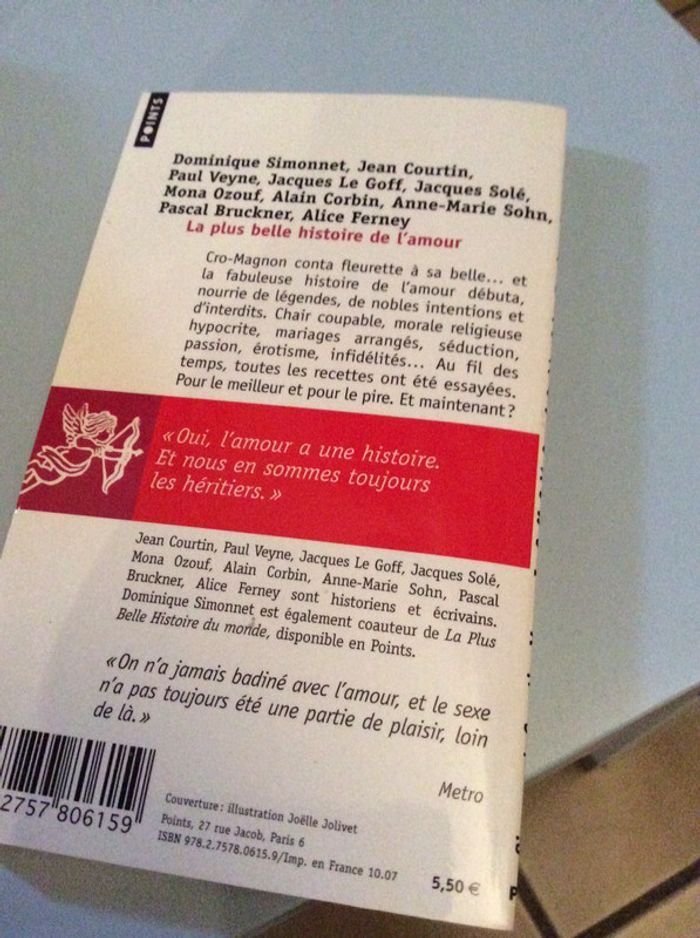 POINTS
Dominique Simonnet, Jean Courtin,
Paul Veyne, Jacques Le Goff, Jacques Solé,
Mona Ozouf, Alain Corbin, Anne-Marie Sohn,
Pascal Bruckner, Alice Ferney
La plus belle histoire de l'amour
Cro-Magnon conta fleurette à sa belle... et
la fabuleuse histoire de l'amour débuta,
nourrie de légendes, de nobles intentions et
d'interdits. Chair coupable, morale religieuse
hypocrite, mariages arrangés, séduction,
passion, érotisme, infidélités... Au fil des
temps, toutes les recettes ont été essayées.
Pour le meilleur et pour le pire. Et maintenant ?
« Oui, l'amour a une histoire.
Et nous en sommes toujours
les héritiers. »
Jean Courtin, Paul Veyne, Jacques Le Goff, Jacques Solé,
Mona Ozouf, Alain Corbin, Anne-Marie Sohn, Pascal
Bruckner, Alice Ferney sont historiens et écrivains.
Dominique Simonnet est également coauteur de La Plus
Belle Histoire du monde, disponible en Points.
« On n'a jamais badiné avec l'amour, et le sexe
n'a pas toujours été une partie de plaisir, loin
de là. »
Metro
2757 806159
Couverture : illustration Joëlle Jolivet
Points, 27 rue Jacob, Paris 6
ISBN 978.2.7578.0615.9/Imp. en France 10.07
5,50 €